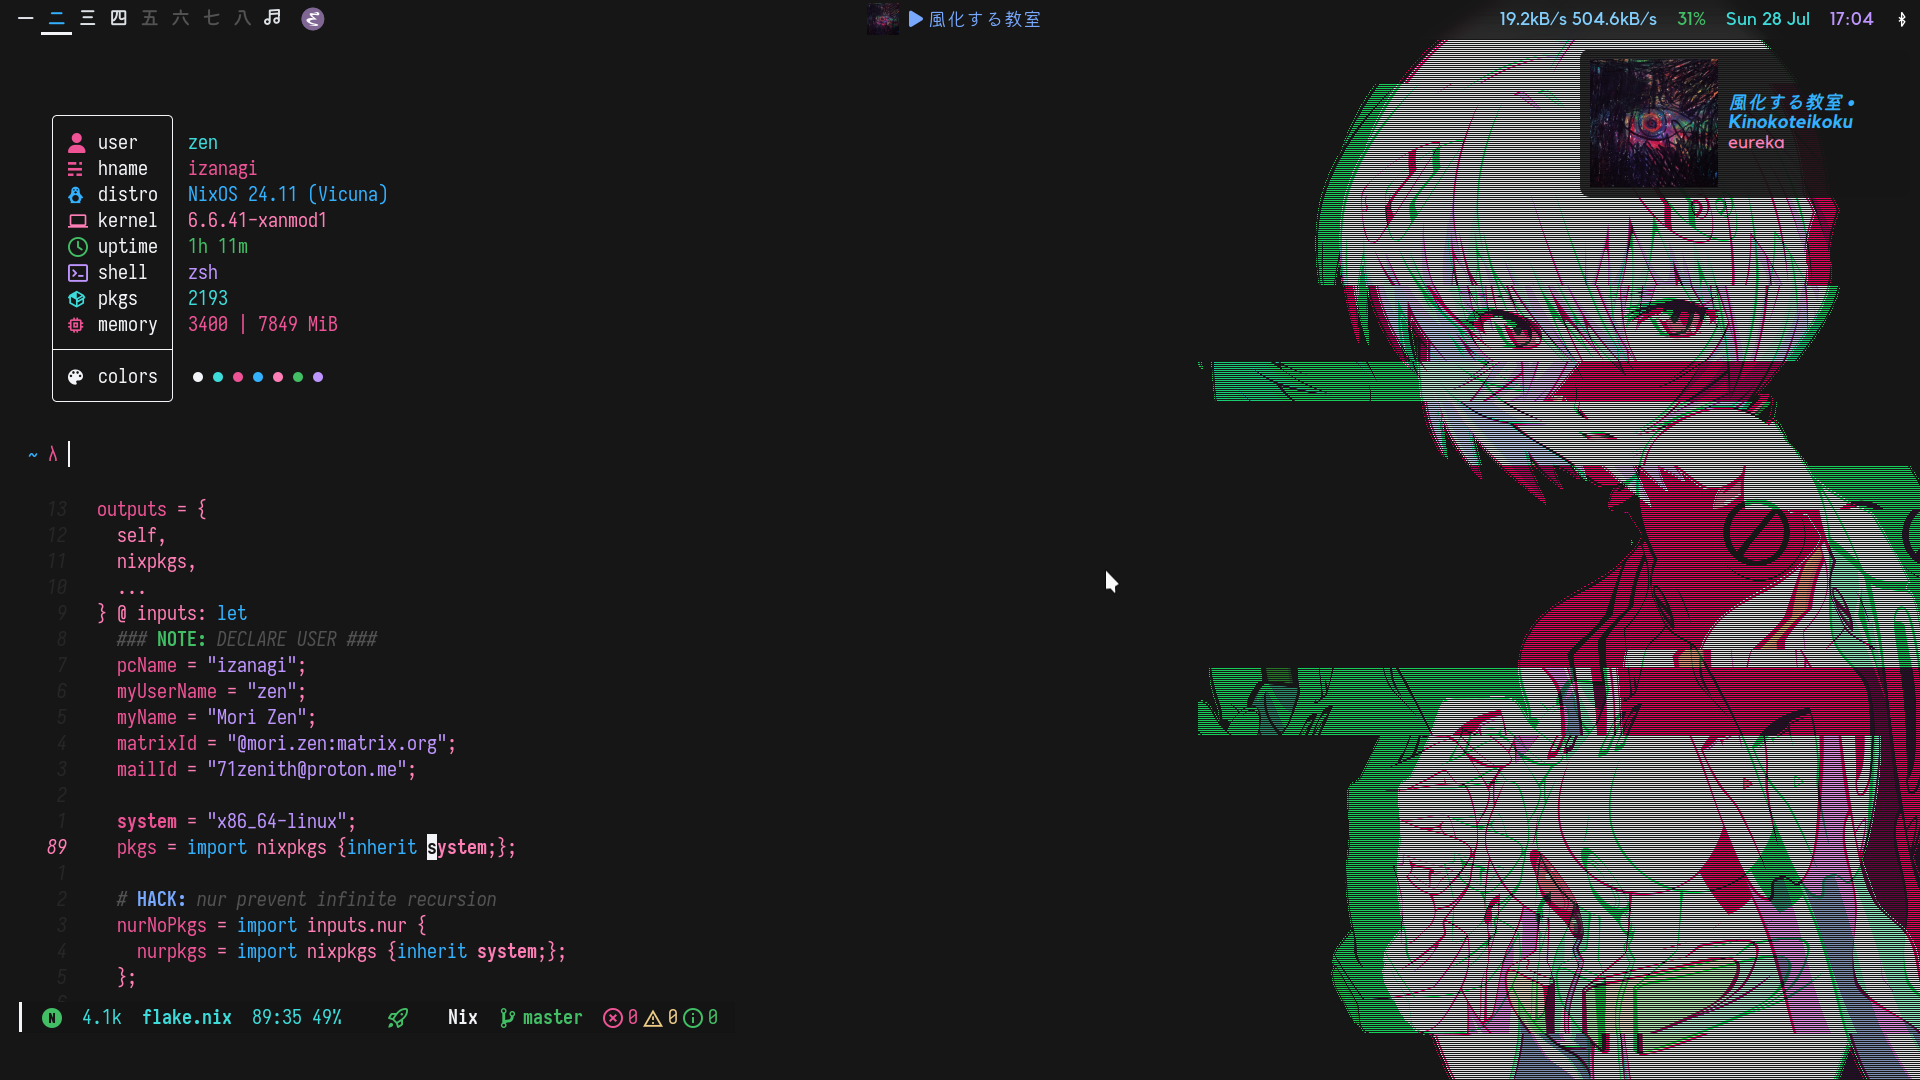 一 二 三 四 五 六 七 八
風化する教室
19.2kB/s 504.6kB/s 31% Sun 28 Jul 17:04
風化する教室 •
Kinokoteikoku
eureka
user zen
hname izanagi
distro NixOS 24.11 (Vicuna)
kernel 6.6.41-xanmod1
uptime 1h 11m
shell zsh
pkgs 2193
memory 3400 | 7849 MiB
colors
~ λ
13 outputs = {
12 self,
11 nixpkgs,
10 ...
9 } @ inputs: let
8 ### NOTE: DECLARE USER ###
7 pcName = "izanagi";
6 myUserName = "zen";
5 myName = "Mori Zen";
4 matrixId = "@mori.zen:matrix.org";
3 mailId = "71zenith@proton.me";
2
1 system = "x86_64-linux";
89 pkgs = import nixpkgs {inherit system;};
1
2 # HACK: nur prevent infinite recursion
3 nurNoPkgs = import inputs.nur {
4 nurpkgs = import nixpkgs {inherit system;};
5 };
6
N 4.1k flake.nix 89:35 49% Nix master 0 0 0